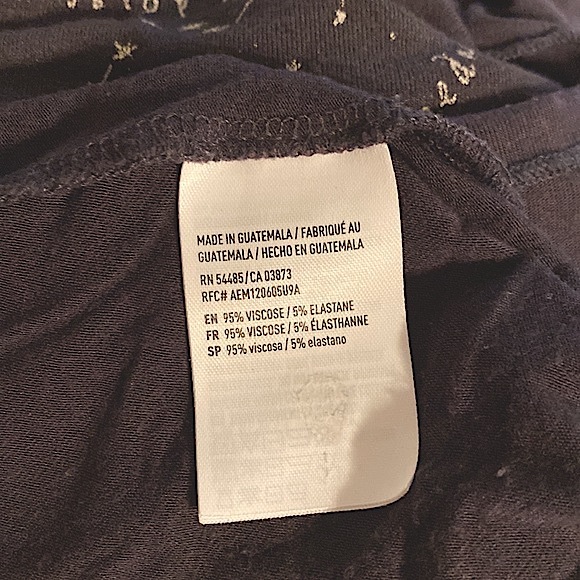 MADE IN GUATEMALA / FABRIQUÉ AU
GUATEMALA / HECHO EN GUATEMALA
RN 54485/CA 03873
RFC# AEM120605U9A
EN 95% VISCOSE / 5% ELASTANE
FR 95% VISCOSE / 5% ÉLASTHANNE
SP 95% viscosa / 5% elastano